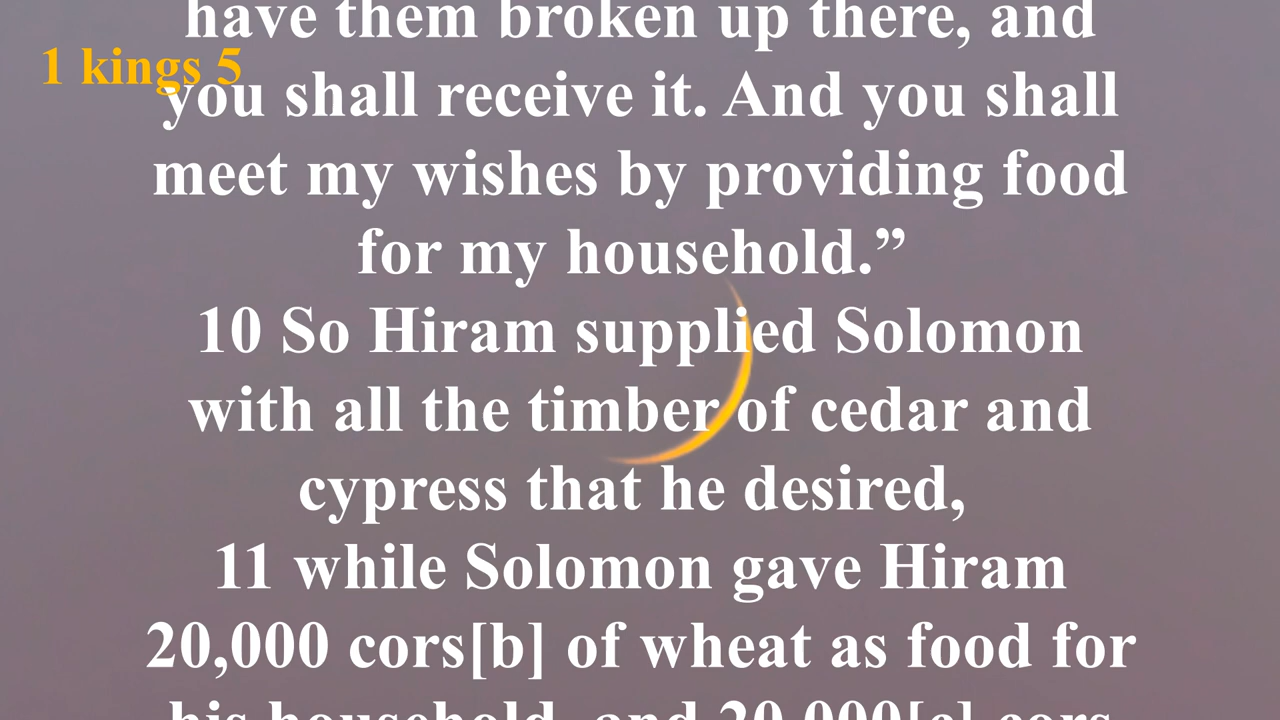 have them broken up there, and
1 kings 5
you shall receive it. And you shall
meet my wishes by providing food
for my household.”
10 So Hiram supplied Solomon
with all the timber of cedar and
cypress that he desired,
11 while Solomon gave Hiram
20,000 cors[b] of wheat as food for
his household, and 20,000[c] cors